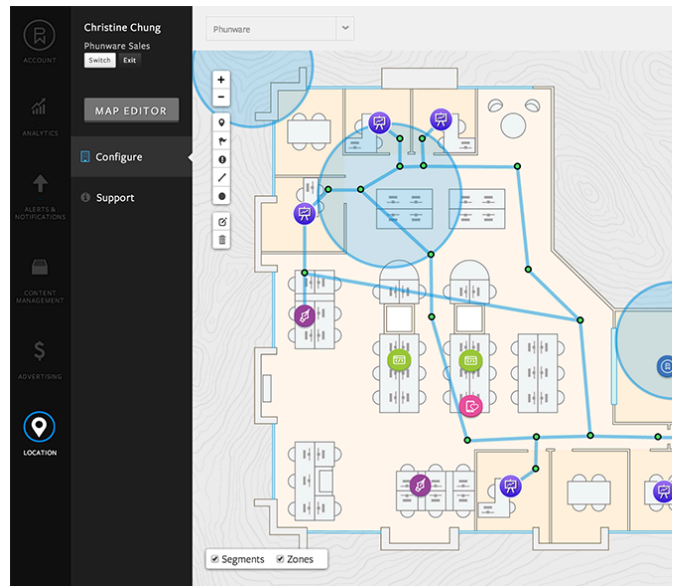 Christine Chung
Phunware Sales
Switch Exit
MAP EDITOR
Configure
Support
ACCOUNT
ANALYTICS
ALERTS &
NOTIFICATIONS
CONTENT
MANAGEMENT
ADVERTISING
LOCATION
Phunware
+
−
Segments Zones